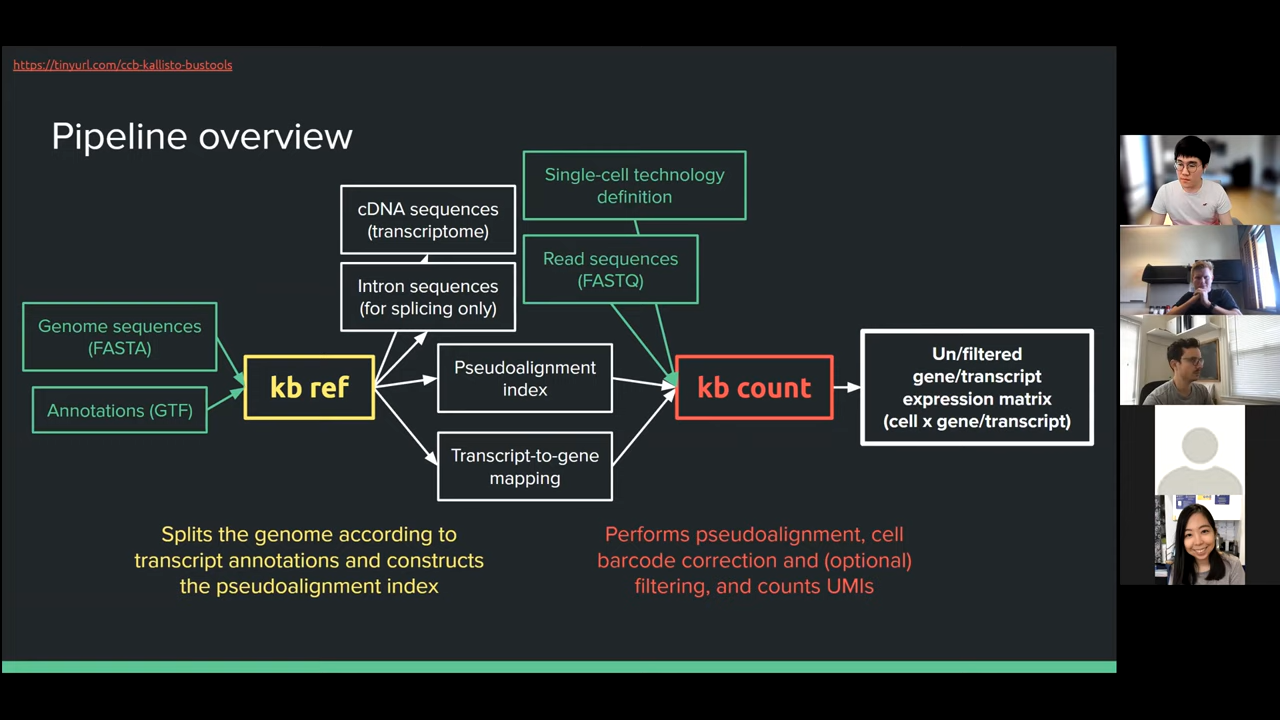 https://tinyurl.com/ccb-kallisto-bustools
Pipeline overview
Single-cell technology
definition
cDNA sequences
(transcriptome)
Read sequences
(FASTQ)
Intron sequences
(for splicing only)
Genome sequences
(FASTA)
Annotations (GTF)
kb ref
Pseudoalignment
index
Transcript-to-gene
mapping
kb count
Un/filtered
gene/transcript
expression matrix
(cell x gene/transcript)
Splits the genome according to
transcript annotations and constructs
the pseudoalignment index
Performs pseudoalignment, cell
barcode correction and (optional)
filtering, and counts UMIs